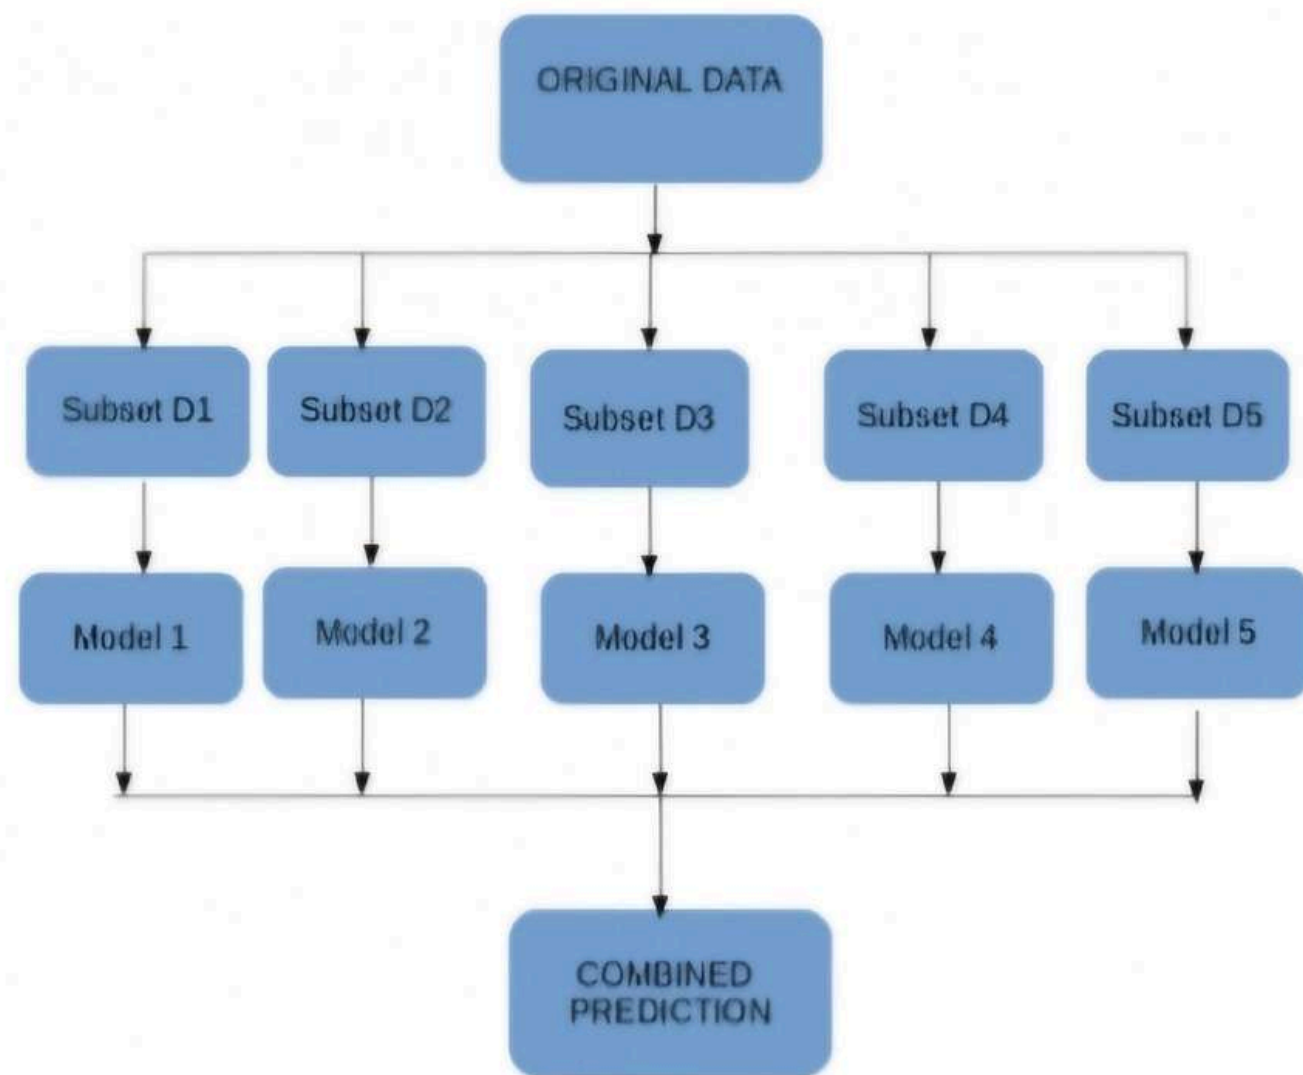 ORIGINAL DATA
Subset D1
Subset D2
Subset D3
Subset D4
Subset D5
Model 1
Model 2
Model 3
Model 4
Model 5
COMBINED
PREDICTION